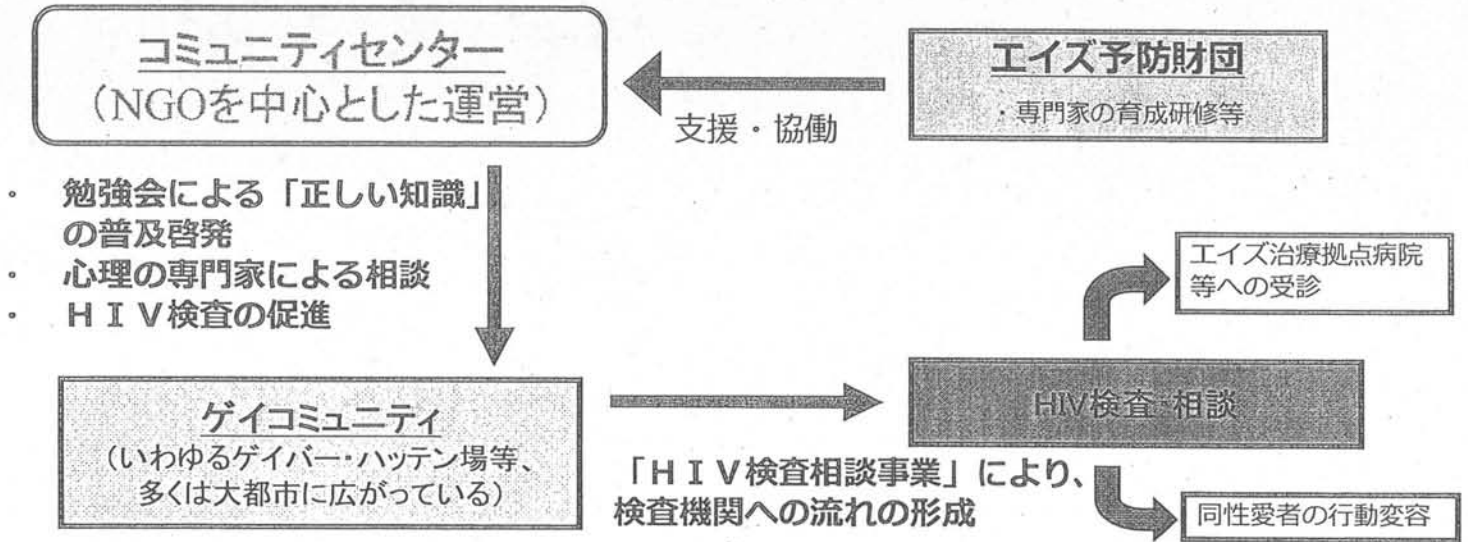 コミュニティセンター
(NGOを中心とした運営)
エイズ予防財団
・専門家の育成研修等
支援・協働
・ 勉強会による「正しい知識」
の普及啓発
・ 心理の専門家による相談
・ ＨＩＶ検査の促進
エイズ治療拠点病院
等への受診
ゲイコミュニティ
(いわゆるゲイバー・ハッテン場等、
多くは大都市に広がっている)
HIV検査・相談
「ＨＩＶ検査相談事業」により、
検査機関への流れの形成
同性愛者の行動変容